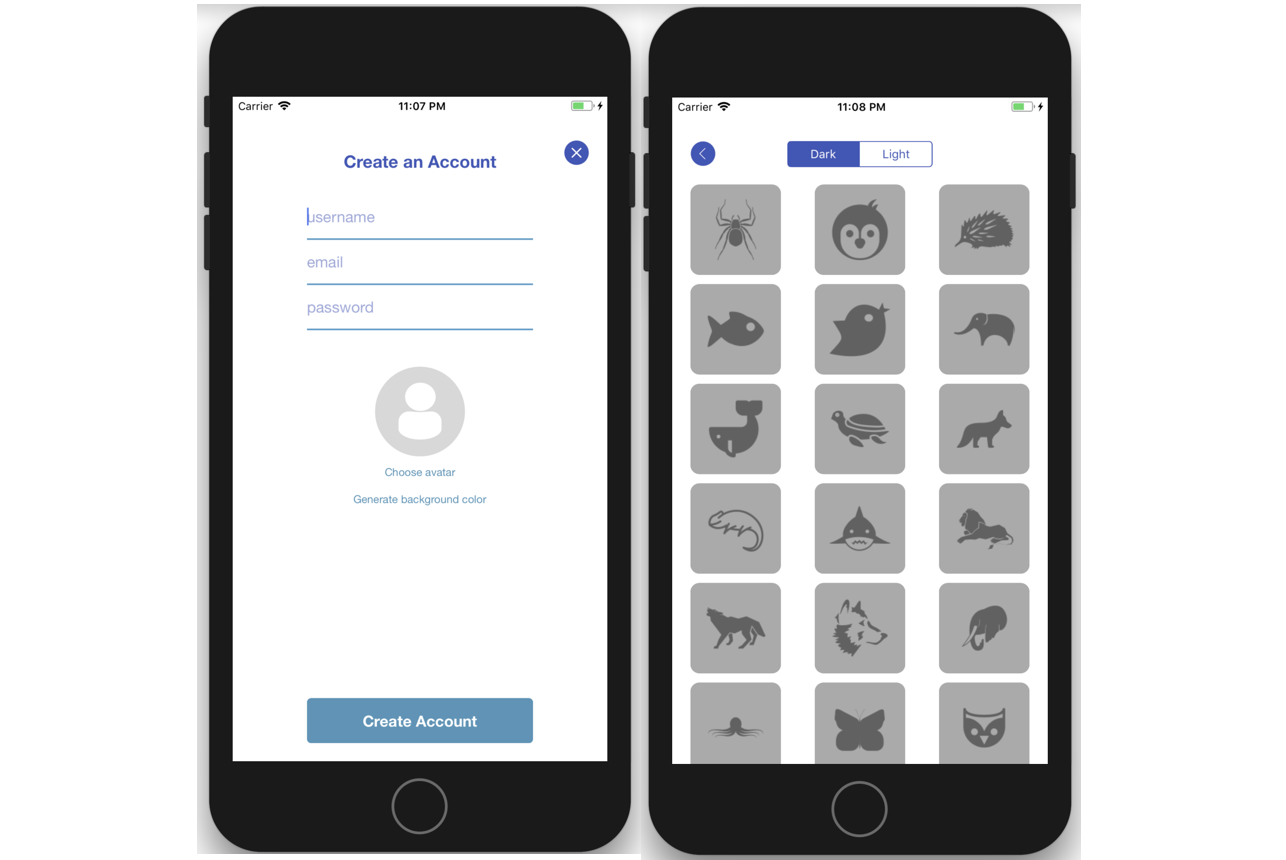 Carrier 11:07 PM
Create an Account
username
email
password
Choose avatar
Generate background color
Create Account
Carrier 11:08 PM
Dark Light